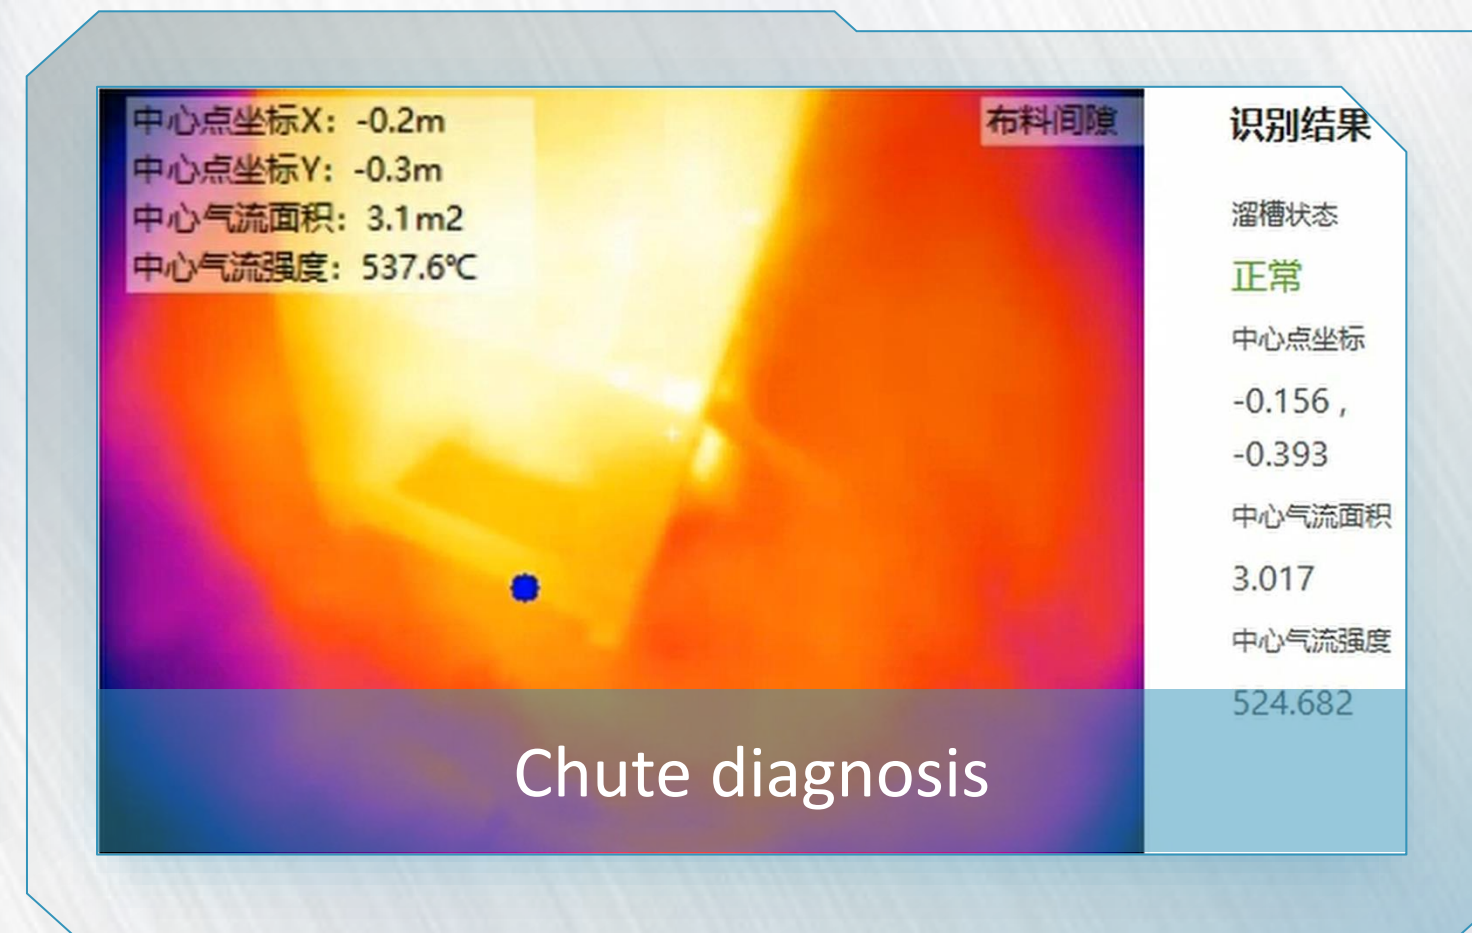 中心点坐标X: -0.2m
中心点坐标Y: -0.3m
中心气流面积: 3.1m2
中心气流强度: 537.6℃
布料间隙
识别结果
溜槽状态
正常
中心点坐标
-0.156 ,
-0.393
中心气流面积
3.017
中心气流强度
524.682
Chute diagnosis